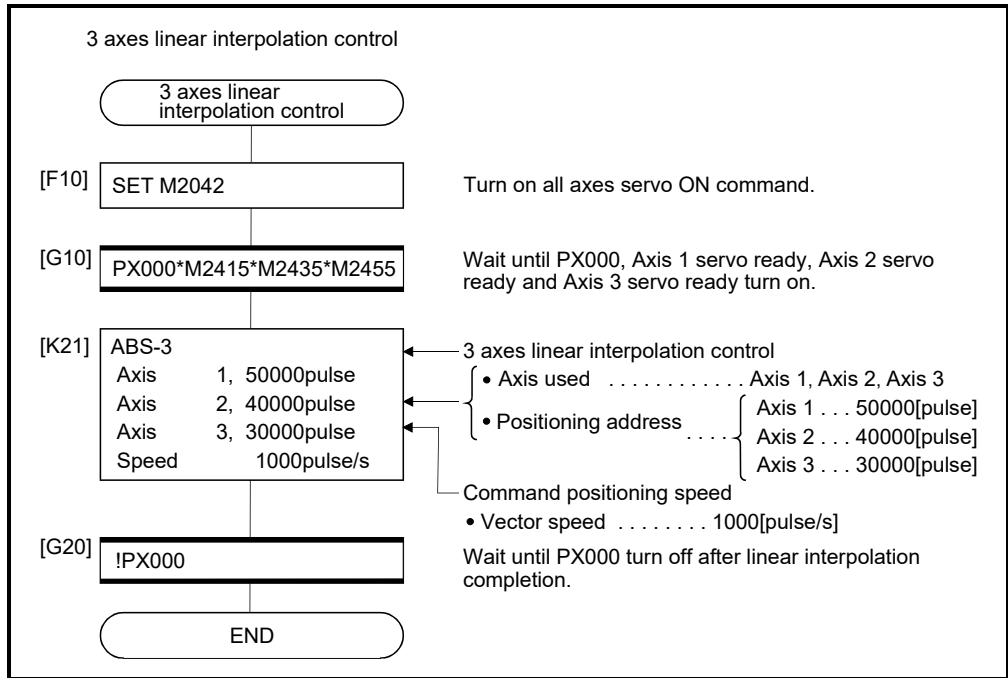 3 axes linear interpolation control
3 axes linear
interpolation control
[F10] SET M2042 Turn on all axes servo ON command.
[G10] PX000*M2415*M2435*M2455 Wait until PX000, Axis 1 servo ready, Axis 2 servo
ready and Axis 3 servo ready turn on.
[K21] ABS-3
Axis 1, 50000pulse
Axis 2, 40000pulse
Axis 3, 30000pulse
Speed 1000pulse/s
3 axes linear interpolation control
• Axis used . . . . . . . . . . . . Axis 1, Axis 2, Axis 3
• Positioning address . . . .
Axis 1 . . . 50000[pulse]
Axis 2 . . . 40000[pulse]
Axis 3 . . . 30000[pulse]
Command positioning speed
• Vector speed . . . . . . . . 1000[pulse/s]
[G20] !PX000 Wait until PX000 turn off after linear interpolation
completion.
END